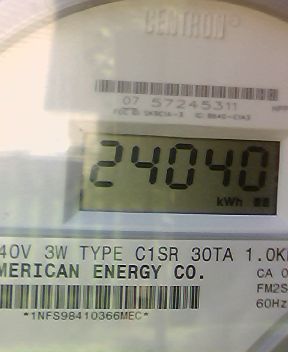 CENTRON
07 57245311
24040
kWh
40V 3W TYPE C1SR 30TA 1.0K
MERICAN ENERGY CO.
CA 0
FM2S
60Hz
*1NFS98410366MEC*